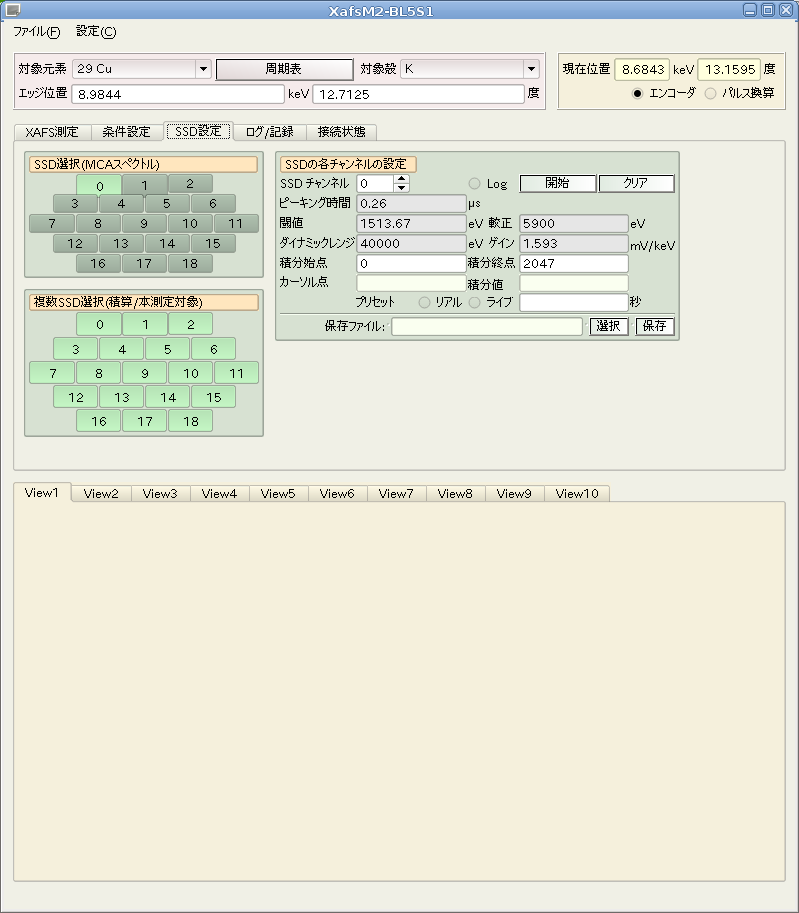 XafsM2-BL5S1
ファイル(F) 設定(C)
対象元素 29 Cu 周期表 対象殻 K
エッジ位置 8.9844 keV 12.7125 度
現在位置 8.6843 keV 13.1595 度
エンコーダ パルス換算
XAFS測定 条件設定 SSD設定 ログ/記録 接続状態
SSD選択(MCAスペクトル)
0 1 2
3 4 5 6
7 8 9 10 11
12 13 14 15
16 17 18
複数SSD選択(積算/本測定対象)
0 1 2
3 4 5 6
7 8 9 10 11
12 13 14 15
16 17 18
SSDの各チャンネルの設定
SSD チャンネル 0 Log 開始 クリア
ピーキング時間 0.26 μs
閾値 1513.67 eV 較正 5900 eV
ダイナミックレンジ 40000 eV ゲイン 1.593 mV/keV
積分始点 0 積分終点 2047
カーソル点 積分値
プリセット リアル ライブ 秒
保存ファイル: 選択 保存
View1 View2 View3 View4 View5 View6 View7 View8 View9 View10